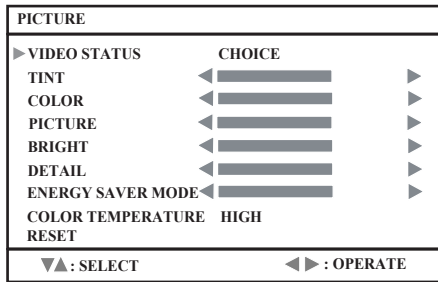 PICTURE
VIDEO STATUS CHOICE
TINT
COLOR
PICTURE
BRIGHT
DETAIL
ENERGY SAVER MODE
COLOR TEMPERATURE HIGH
RESET
▼▲: SELECT ◀ ▶ : OPERATE